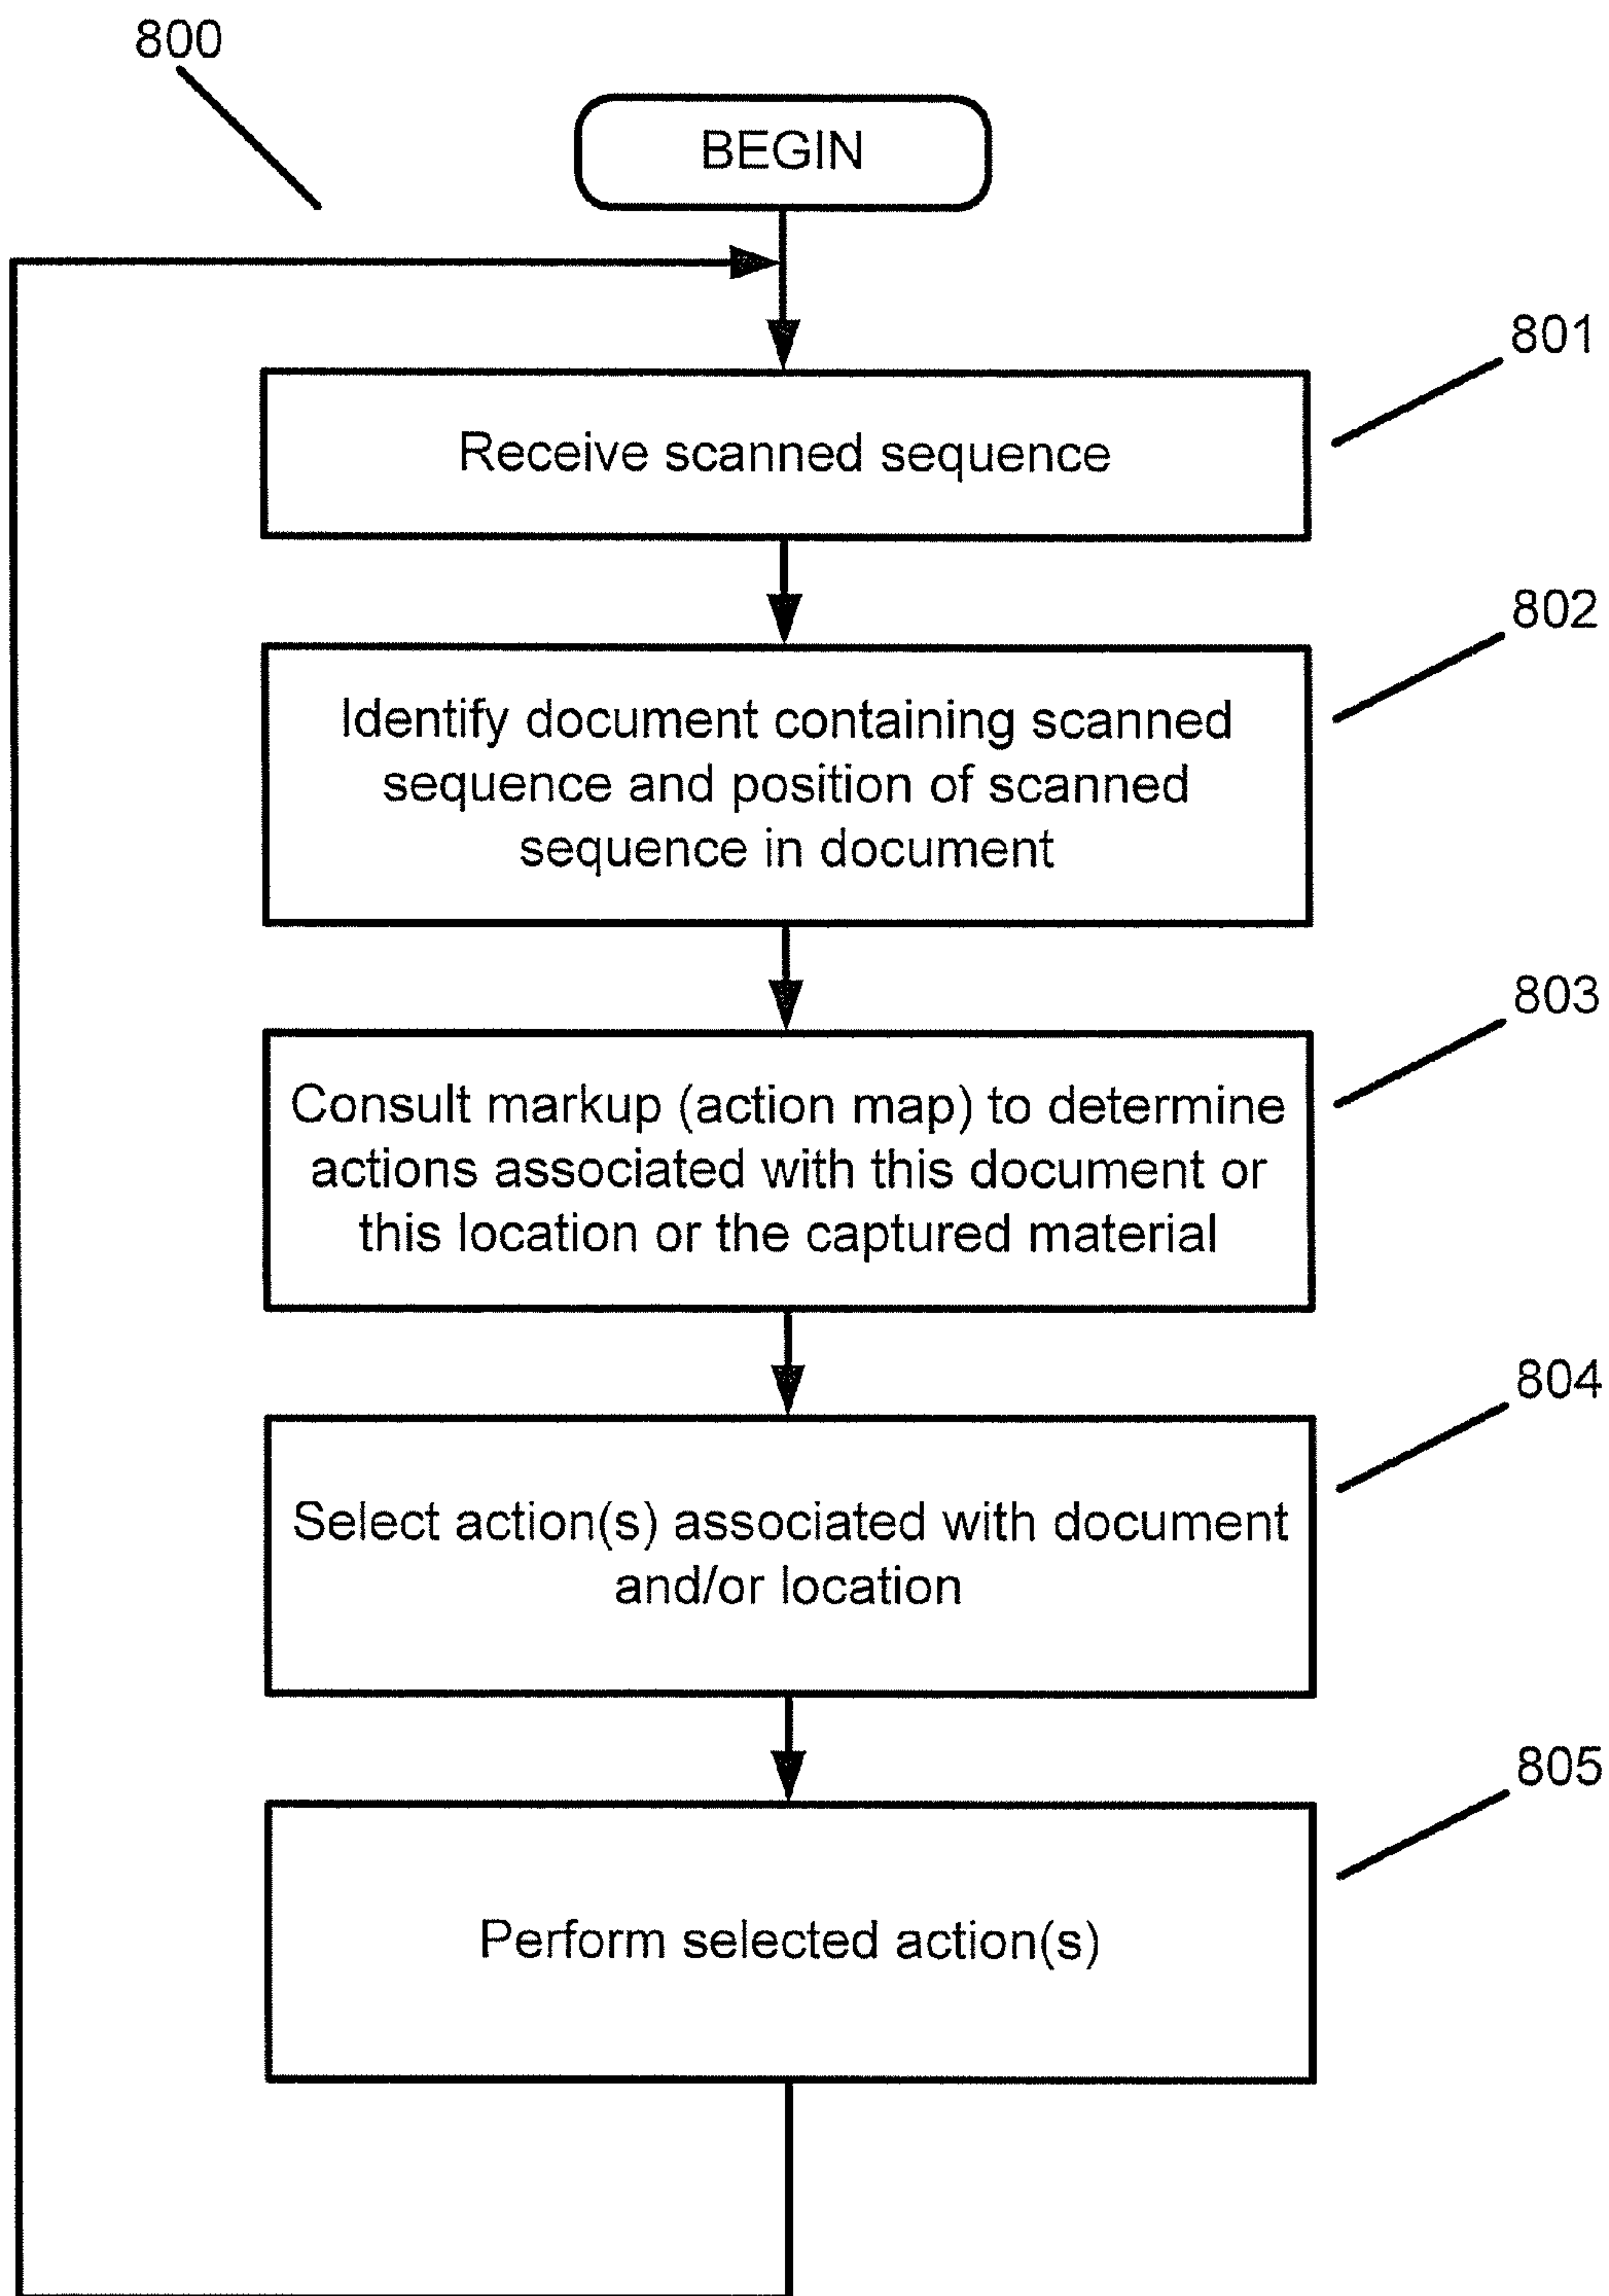 800
BEGIN
801
Receive scanned sequence
802
Identify document containing scanned
sequence and position of scanned
sequence in document
803
Consult markup (action map) to determine
actions associated with this document or
this location or the captured material
804
Select action(s) associated with document
and/or location
805
Perform selected action(s)